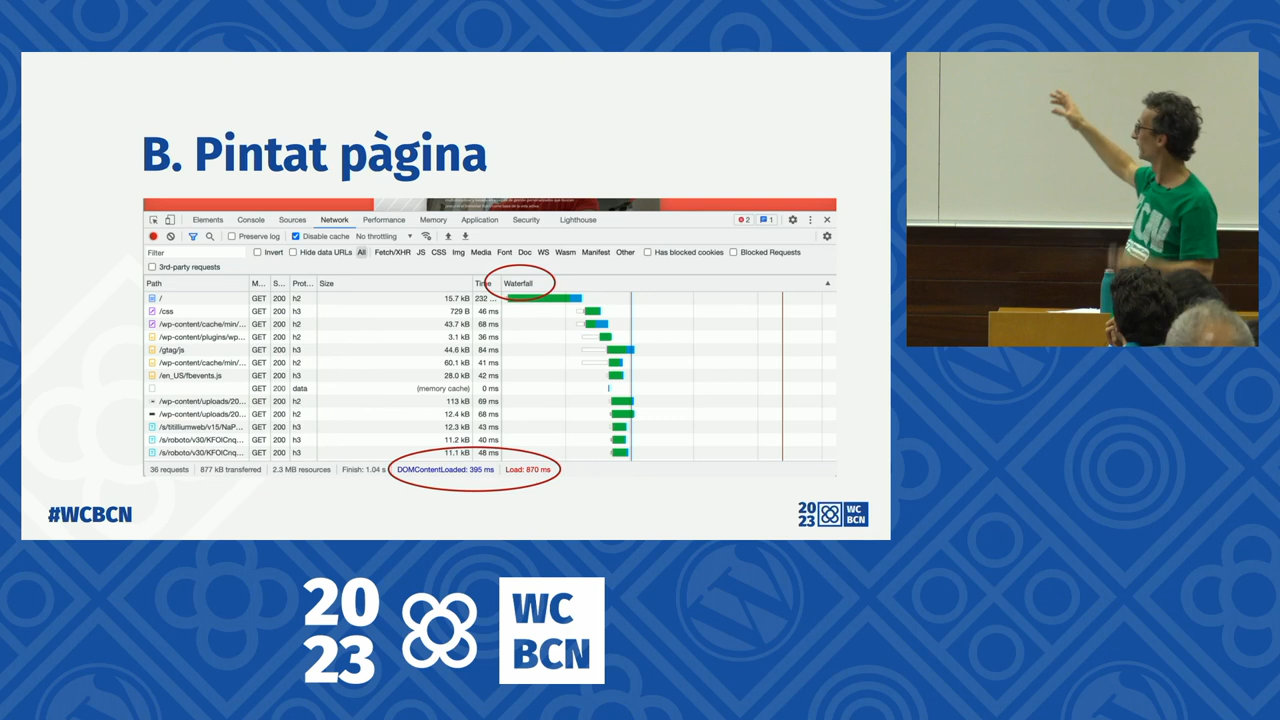 B. Pintat pàgina
Elements Console Sources Network Performance Memory Application Security Lighthouse 2 1
Preserve log Disable cache No throttling
Filter Invert Hide data URLs All Fetch/XHR JS CSS Img Media Font Doc WS Wasm Manifest Other Has blocked cookies Blocked Requests
3rd-party requests
Path M... S... Prot... Size Time Waterfall
/ GET 200 h2 15.7 kB 232 ...
/css GET 200 h3 729 B 46 ms
/wp-content/cache/min/... GET 200 h2 43.7 kB 68 ms
/wp-content/plugins/wp... GET 200 h2 3.1 kB 36 ms
/gtag/js GET 200 h3 44.6 kB 84 ms
/wp-content/cache/min/... GET 200 h2 60.1 kB 41 ms
/en_US/fbevents.js GET 200 h3 28.0 kB 42 ms
GET 200 data (memory cache) 0 ms
/wp-content/uploads/20... GET 200 h2 113 kB 69 ms
/wp-content/uploads/20... GET 200 h2 12.4 kB 68 ms
/s/titilliumweb/v15/NaP... GET 200 h3 12.3 kB 43 ms
/s/roboto/v30/KFOlCnq... GET 200 h3 11.2 kB 40 ms
/s/roboto/v30/KFOlCnq... GET 200 h3 11.1 kB 48 ms
36 requests 877 kB transferred 2.3 MB resources Finish: 1.04 s DOMContentLoaded: 395 ms Load: 870 ms
#WCBCN
20
23
WC
BCN
20
23
WC
BCN